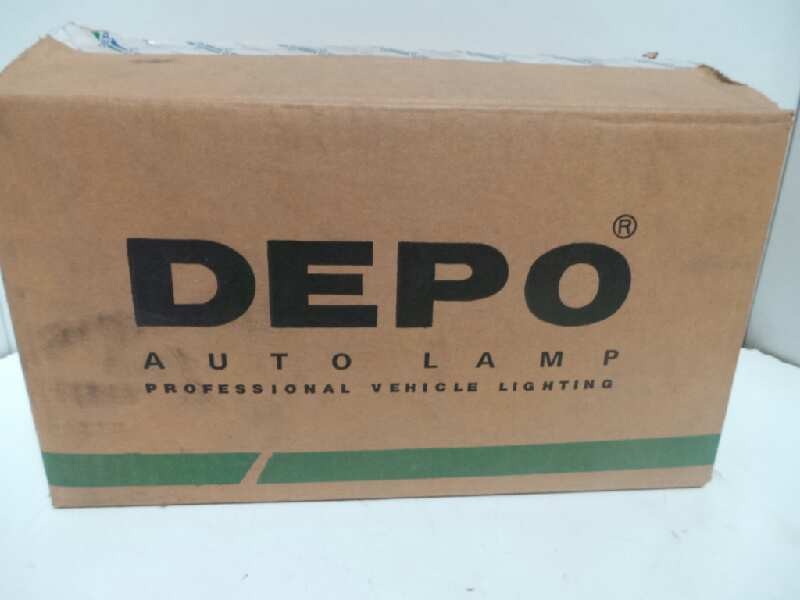 DEPO®
AUTO LAMP
PROFESSIONAL VEHICLE LIGHTING